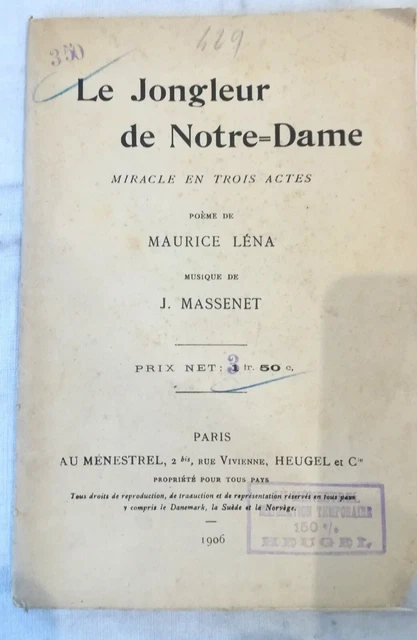 350
429
Le Jongleur
de Notre=Dame
MIRACLE EN TROIS ACTES
POÈME DE
MAURICE LÉNA
MUSIQUE DE
J. MASSENET
PRIX NET: 3 fr. 50 c.
PARIS
AU MÉNESTREL, 2 bis, RUE VIVIENNE, HEUGEL ET Cie
PROPRIÉTÉ POUR TOUS PAYS
Tous droits de reproduction, de traduction et de représentation réservés en tous pays
y compris le Danemark, la Suède et la Norvège.
TEMPORAIRE
150 %
HEUGEL
1906